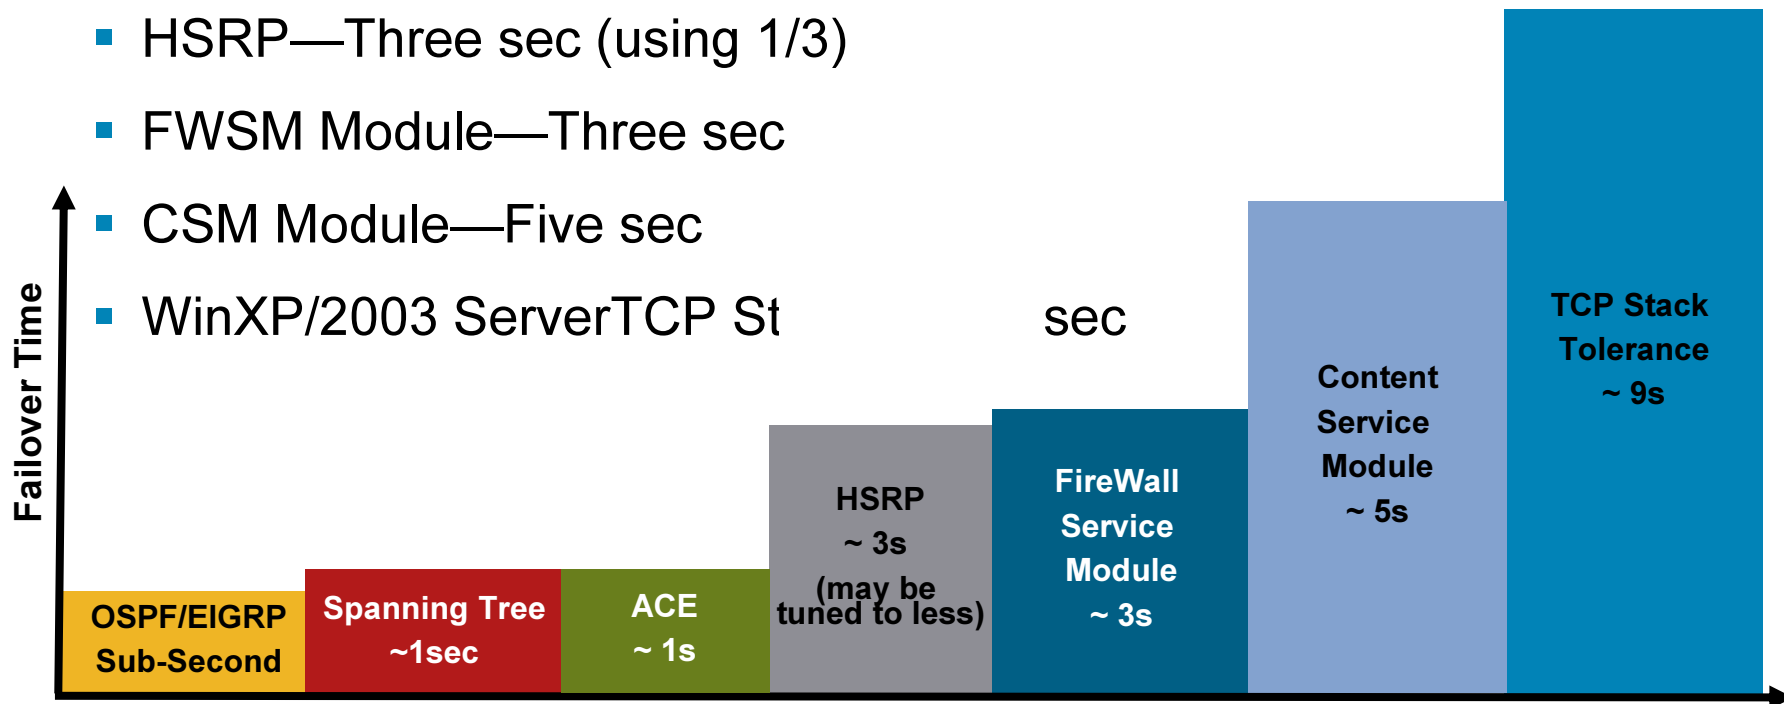 HSRP—Three sec (using 1/3)
FWSM Module—Three sec
CSM Module—Five sec
WinXP/2003 ServerTCP St sec
Failover Time
OSPF/EIGRP
Sub-Second
Spanning Tree
~1sec
ACE
~ 1s
HSRP
~ 3s
(may be
tuned to less)
FireWall
Service
Module
~ 3s
Content
Service
Module
~ 5s
TCP Stack
Tolerance
~ 9s